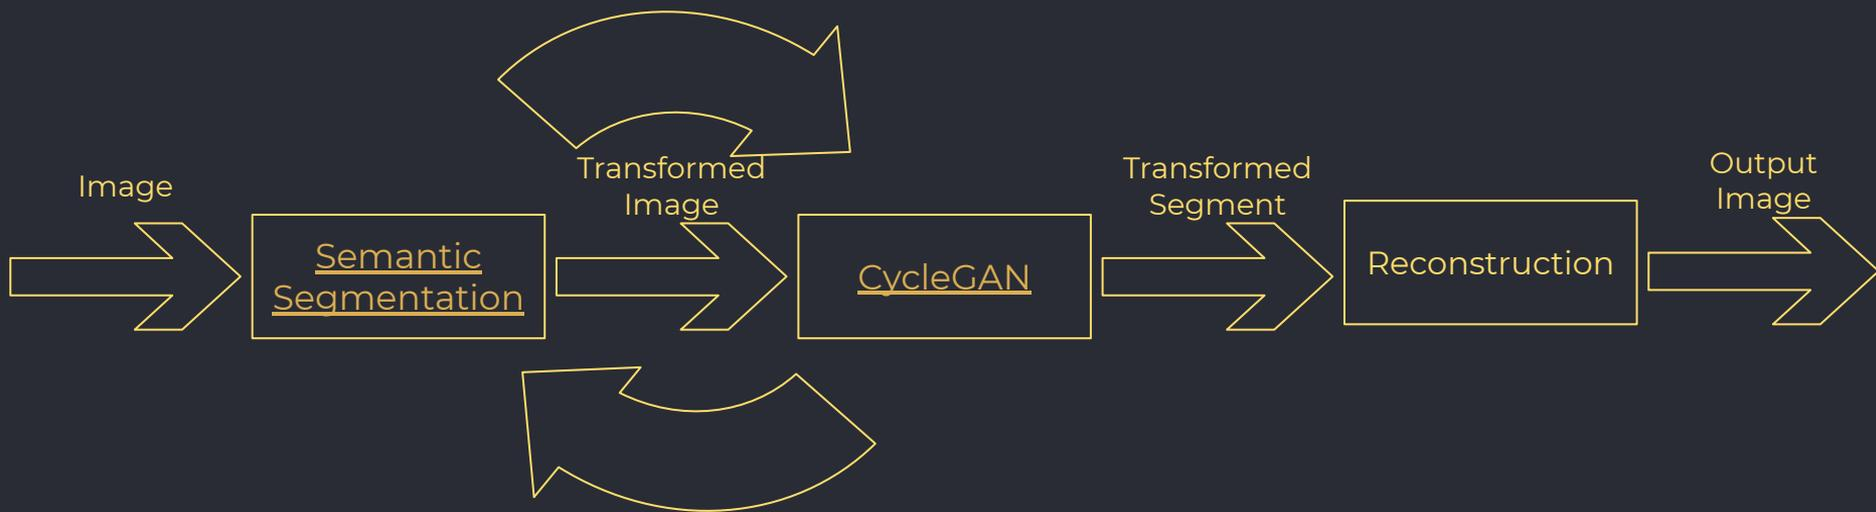 Image
Semantic
Segmentation
Transformed
Image
CycleGAN
Transformed
Segment
Reconstruction
Output
Image